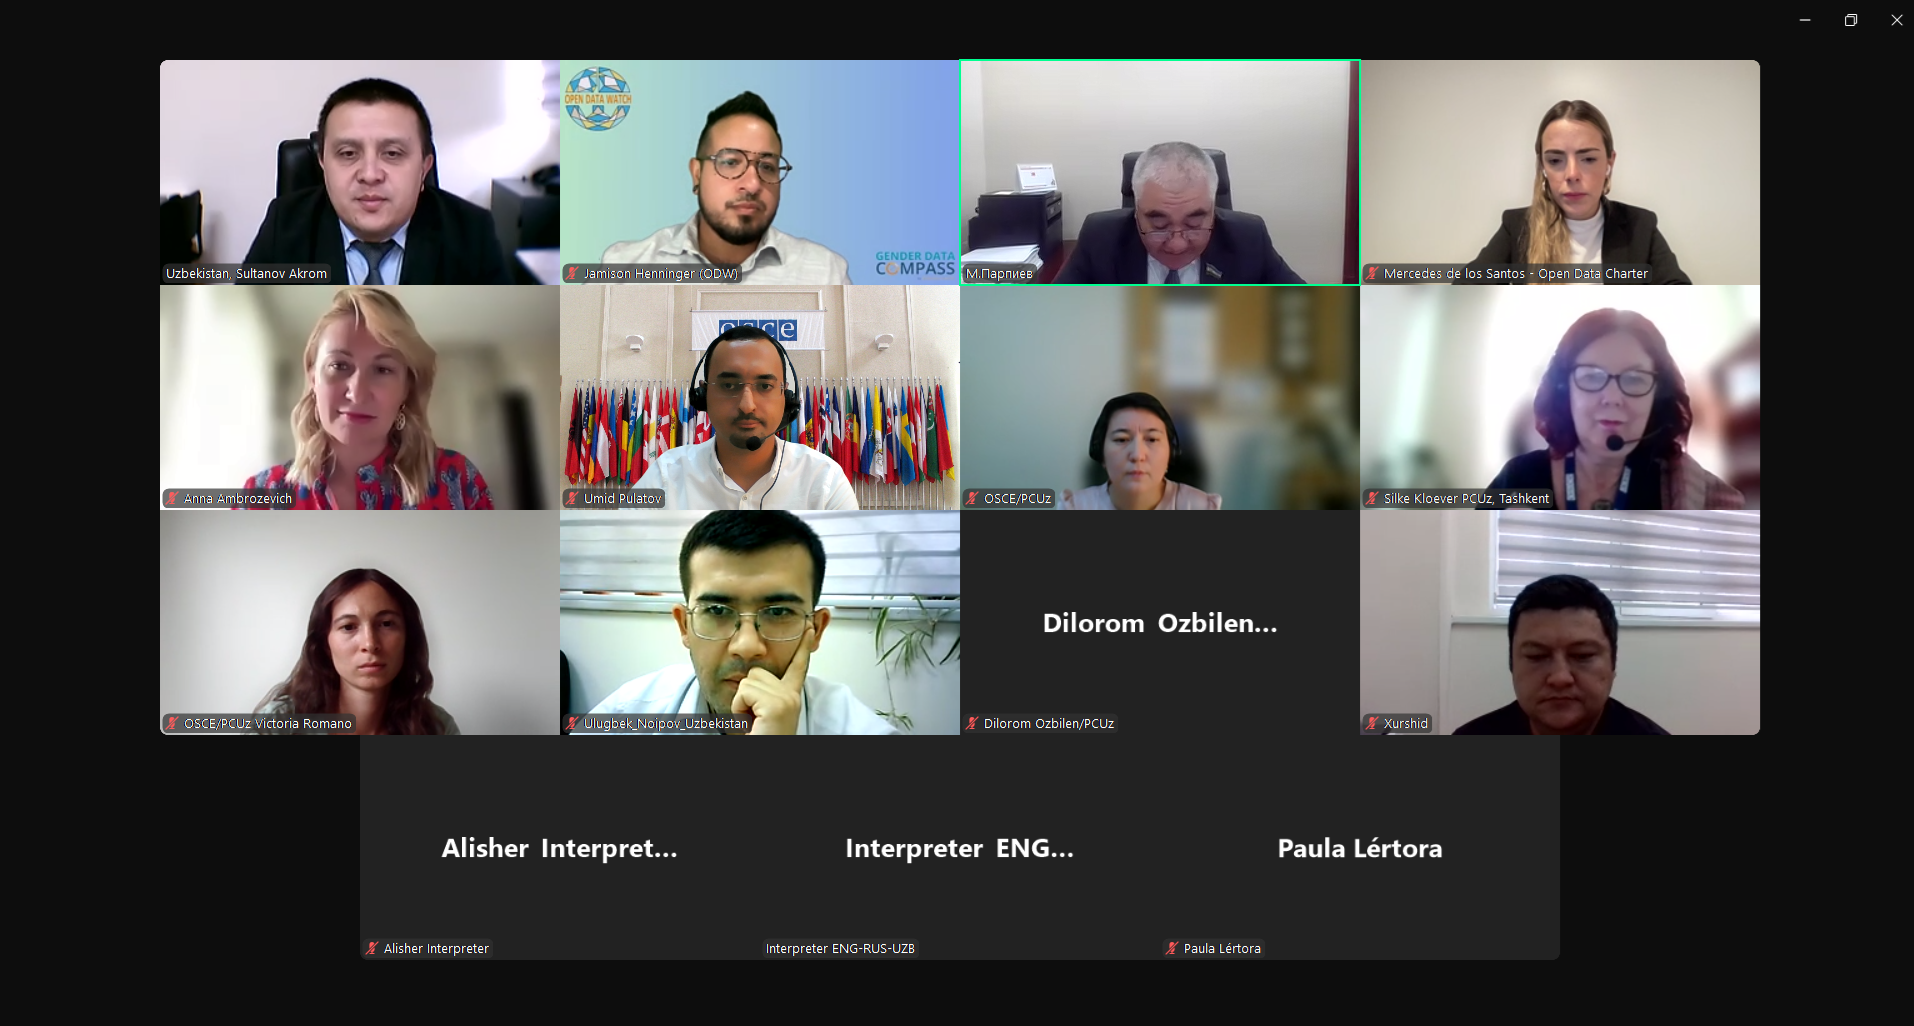 OPEN DATA WATCH
GENDER DATA
COMPASS
Uzbekistan, Sultanov Akrom
Jamison Henninger (ODW)
М.Парпиев
Mercedes de los Santos - Open Data Charter
osce
Anna Ambrozevich
Umid Pulatov
OSCE/PCUz
Silke Kloever PCUz, Tashkent
Dilorom Ozbilen...
OSCE/PCUz Victoria Romano
Ulugbek_Noipov_Uzbekistan
Dilorom Ozbilen/PCUz
Xurshid
Alisher Interpret...
Interpreter ENG...
Paula Lértora
Alisher Interpreter
Interpreter ENG-RUS-UZB
Paula Lértora